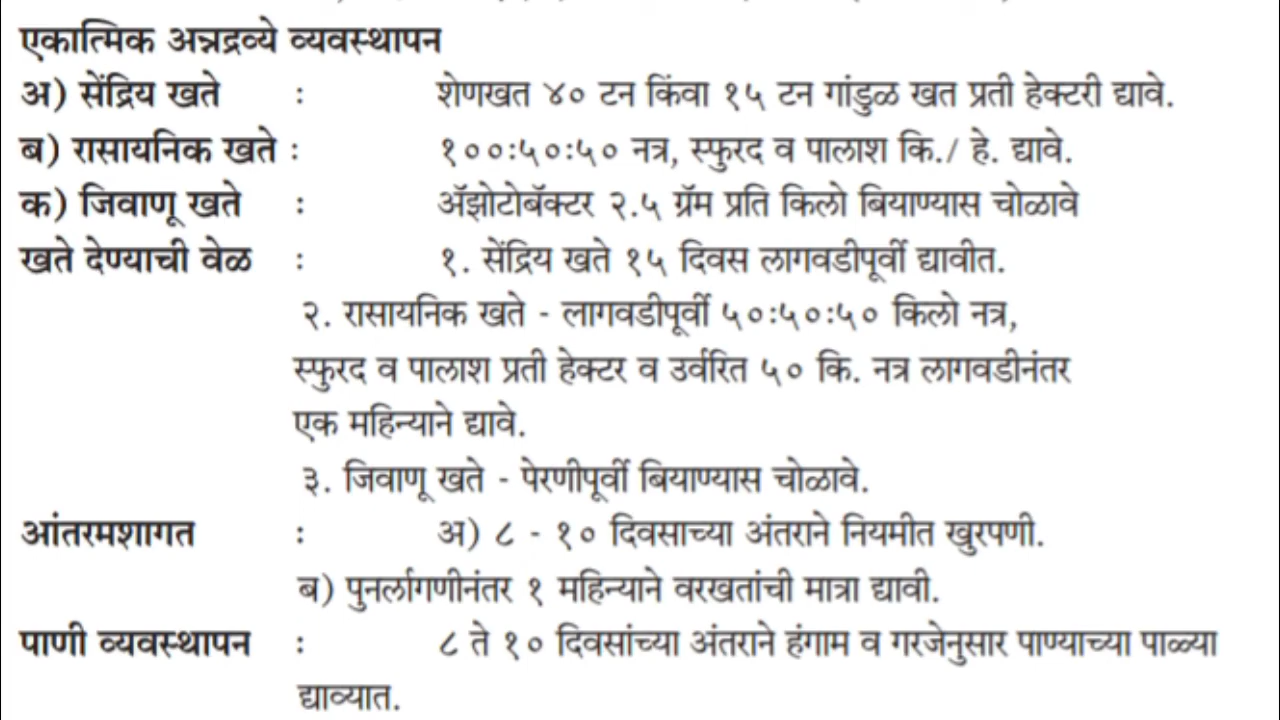 एकात्मिक अन्नद्रव्ये व्यवस्थापन
अ) सेंद्रिय खते : शेणखत ४० टन किंवा १५ टन गांडुळ खत प्रती हेक्टरी द्यावे.
ब) रासायनिक खते : १००:५०:५० नत्र, स्फुरद व पालाश कि./ हे. द्यावे.
क) जिवाणू खते : ॲझोटोबॅक्टर २.५ ग्रॅम प्रति किलो बियाण्यास चोळावे
खते देण्याची वेळ : १. सेंद्रिय खते १५ दिवस लागवडीपूर्वी द्यावीत.
२. रासायनिक खते - लागवडीपूर्वी ५०:५०:५० किलो नत्र,
स्फुरद व पालाश प्रती हेक्टर व उर्वरित ५० कि. नत्र लागवडीनंतर
एक महिन्याने द्यावे.
३. जिवाणू खते - पेरणीपूर्वी बियाण्यास चोळावे.
आंतरमशागत : अ) ८ - १० दिवसाच्या अंतराने नियमीत खुरपणी.
ब) पुनर्लागणीनंतर १ महिन्याने वरखतांची मात्रा द्यावी.
पाणी व्यवस्थापन : ८ ते १० दिवसांच्या अंतराने हंगाम व गरजेनुसार पाण्याच्या पाळ्या
द्याव्यात.